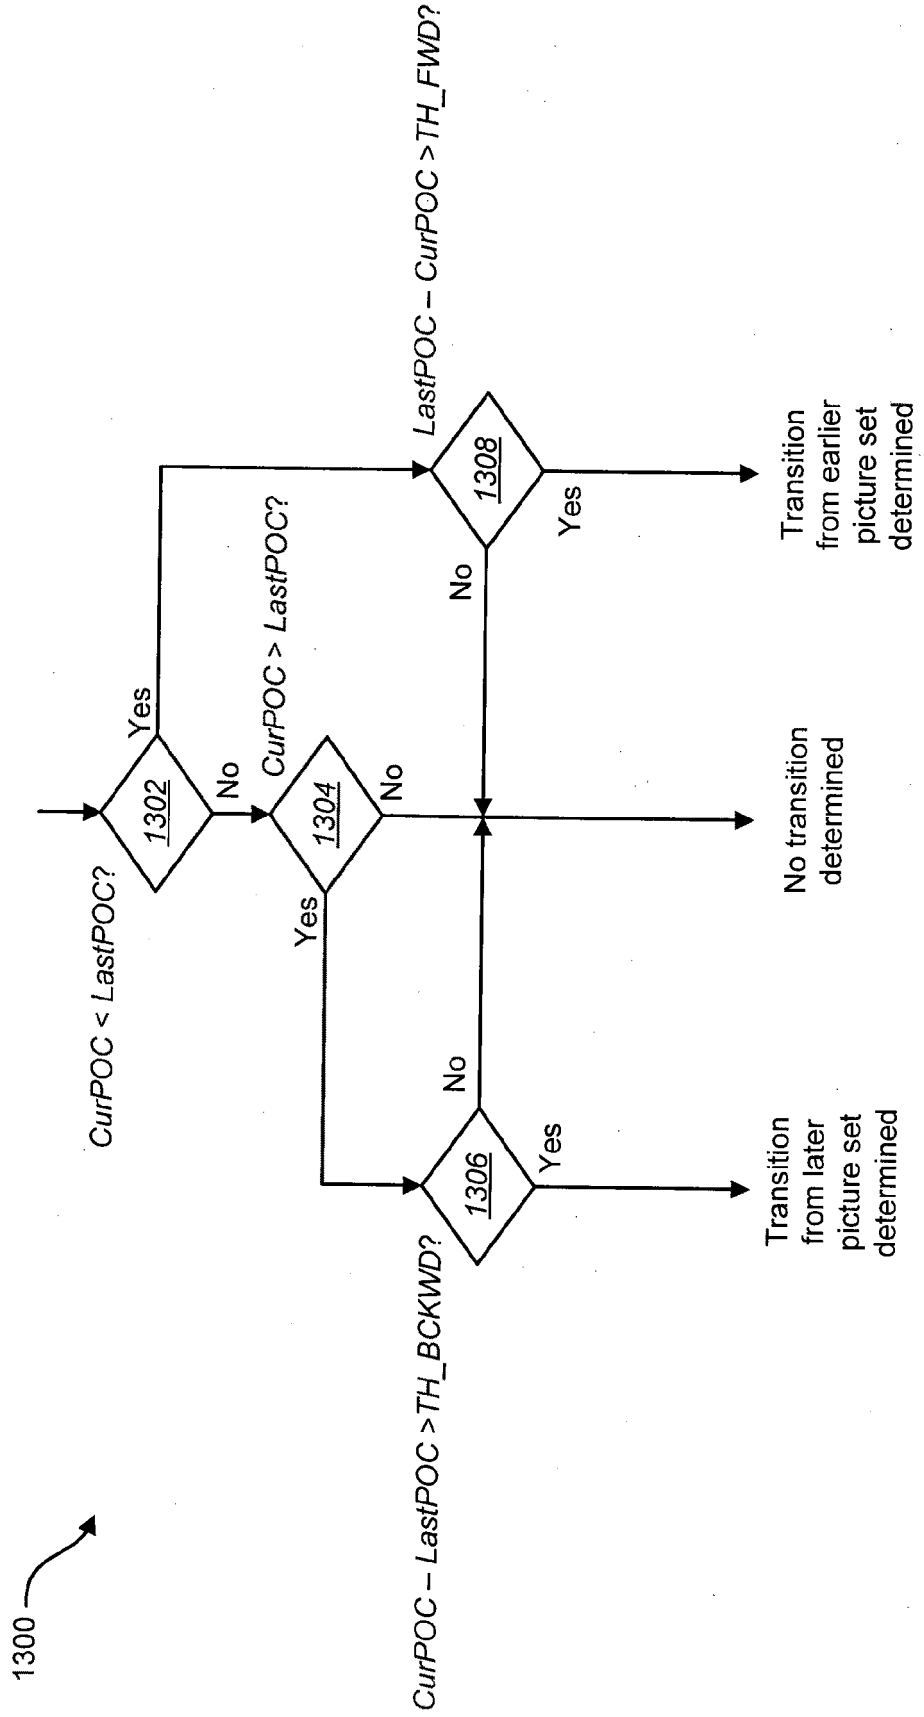 1300
CurPOC < LastPOC?
1302
Yes
No
CurPOC > LastPOC?
1304
Yes
No
CurPOC – LastPOC > TH_BCKWD?
1306
No
Yes
LastPOC – CurPOC > TH_FWD?
1308
No
Yes
Transition
from later
picture set
determined
No transition
determined
Transition
from earlier
picture set
determined